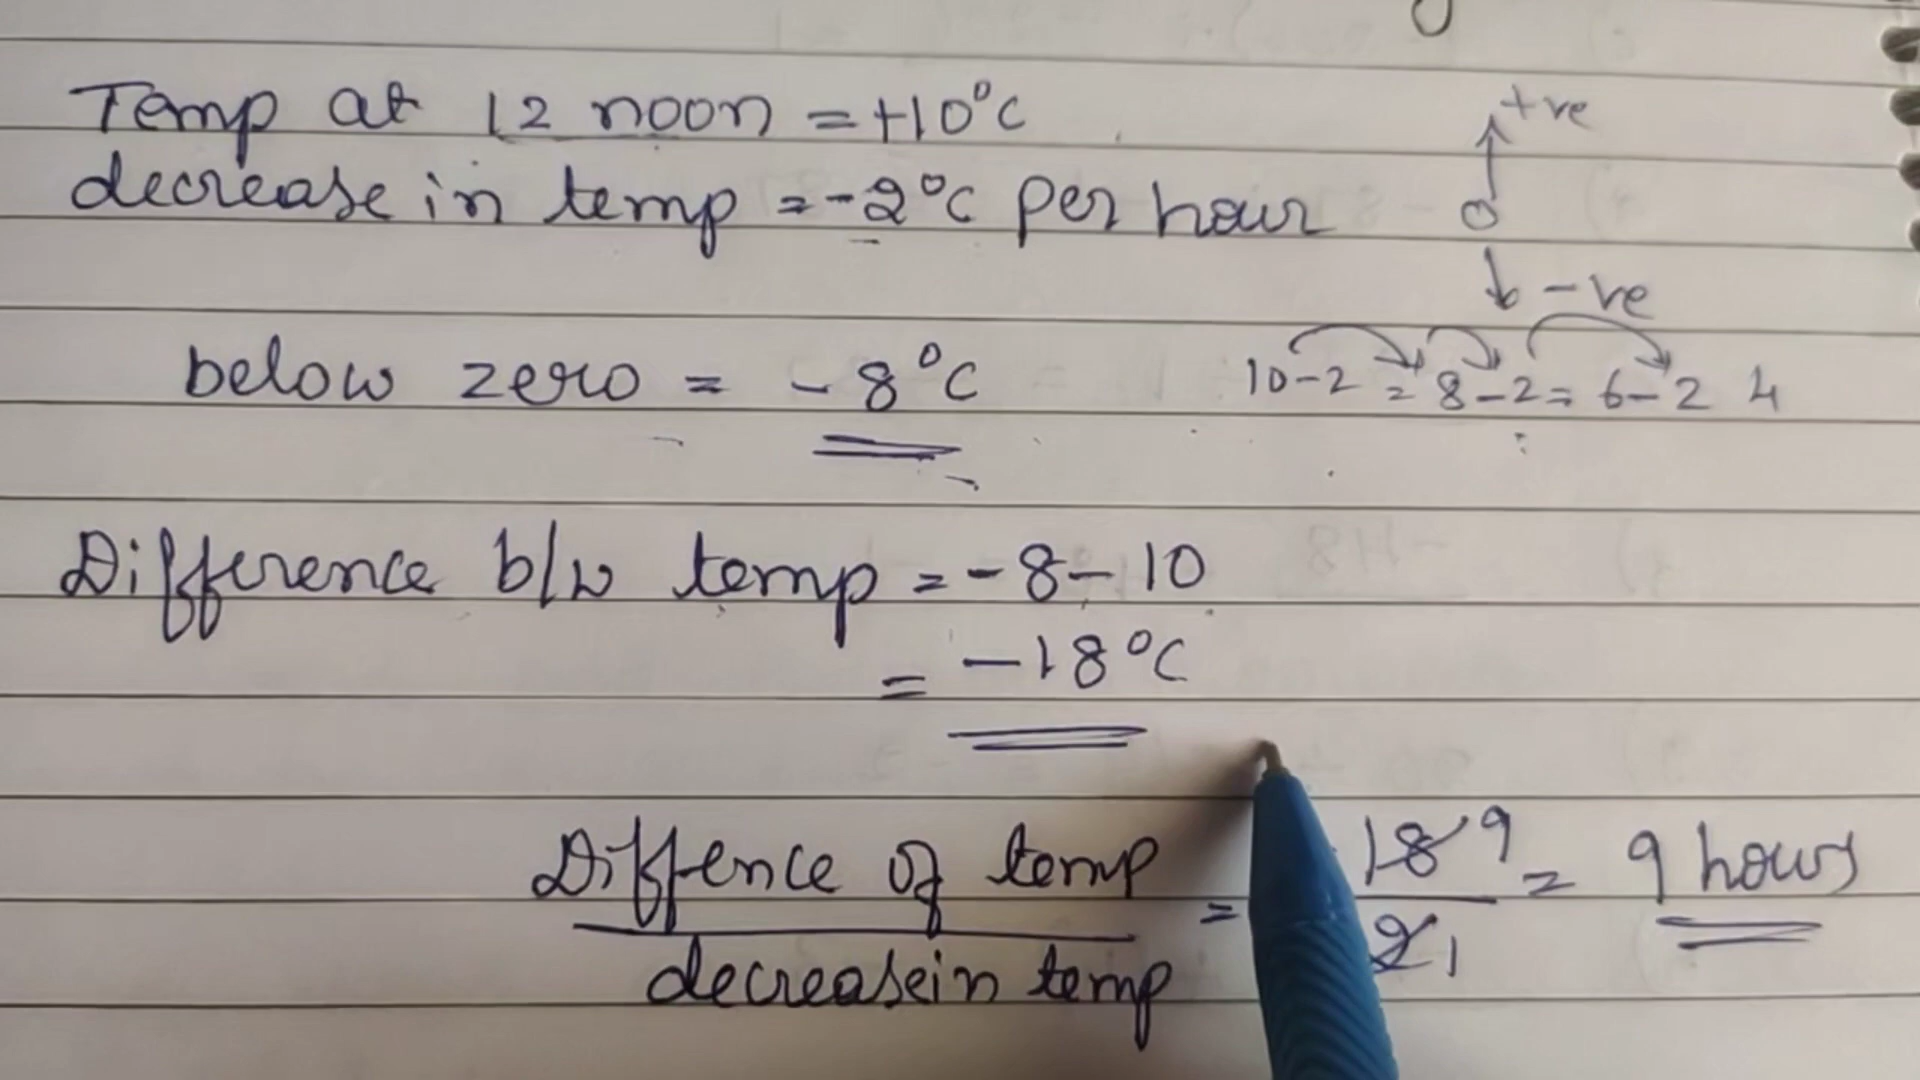 Temp at 12 noon = +10°C
decrease in temp = -2°C per hour
+ve
0
-ve
below zero = -8°C
10-2 = 8-2 = 6-2 4
Difference b/w temp = -8-10
= -18°C
Diffence of temp
decrease in temp
= 18 9
2 1
= 9 hours